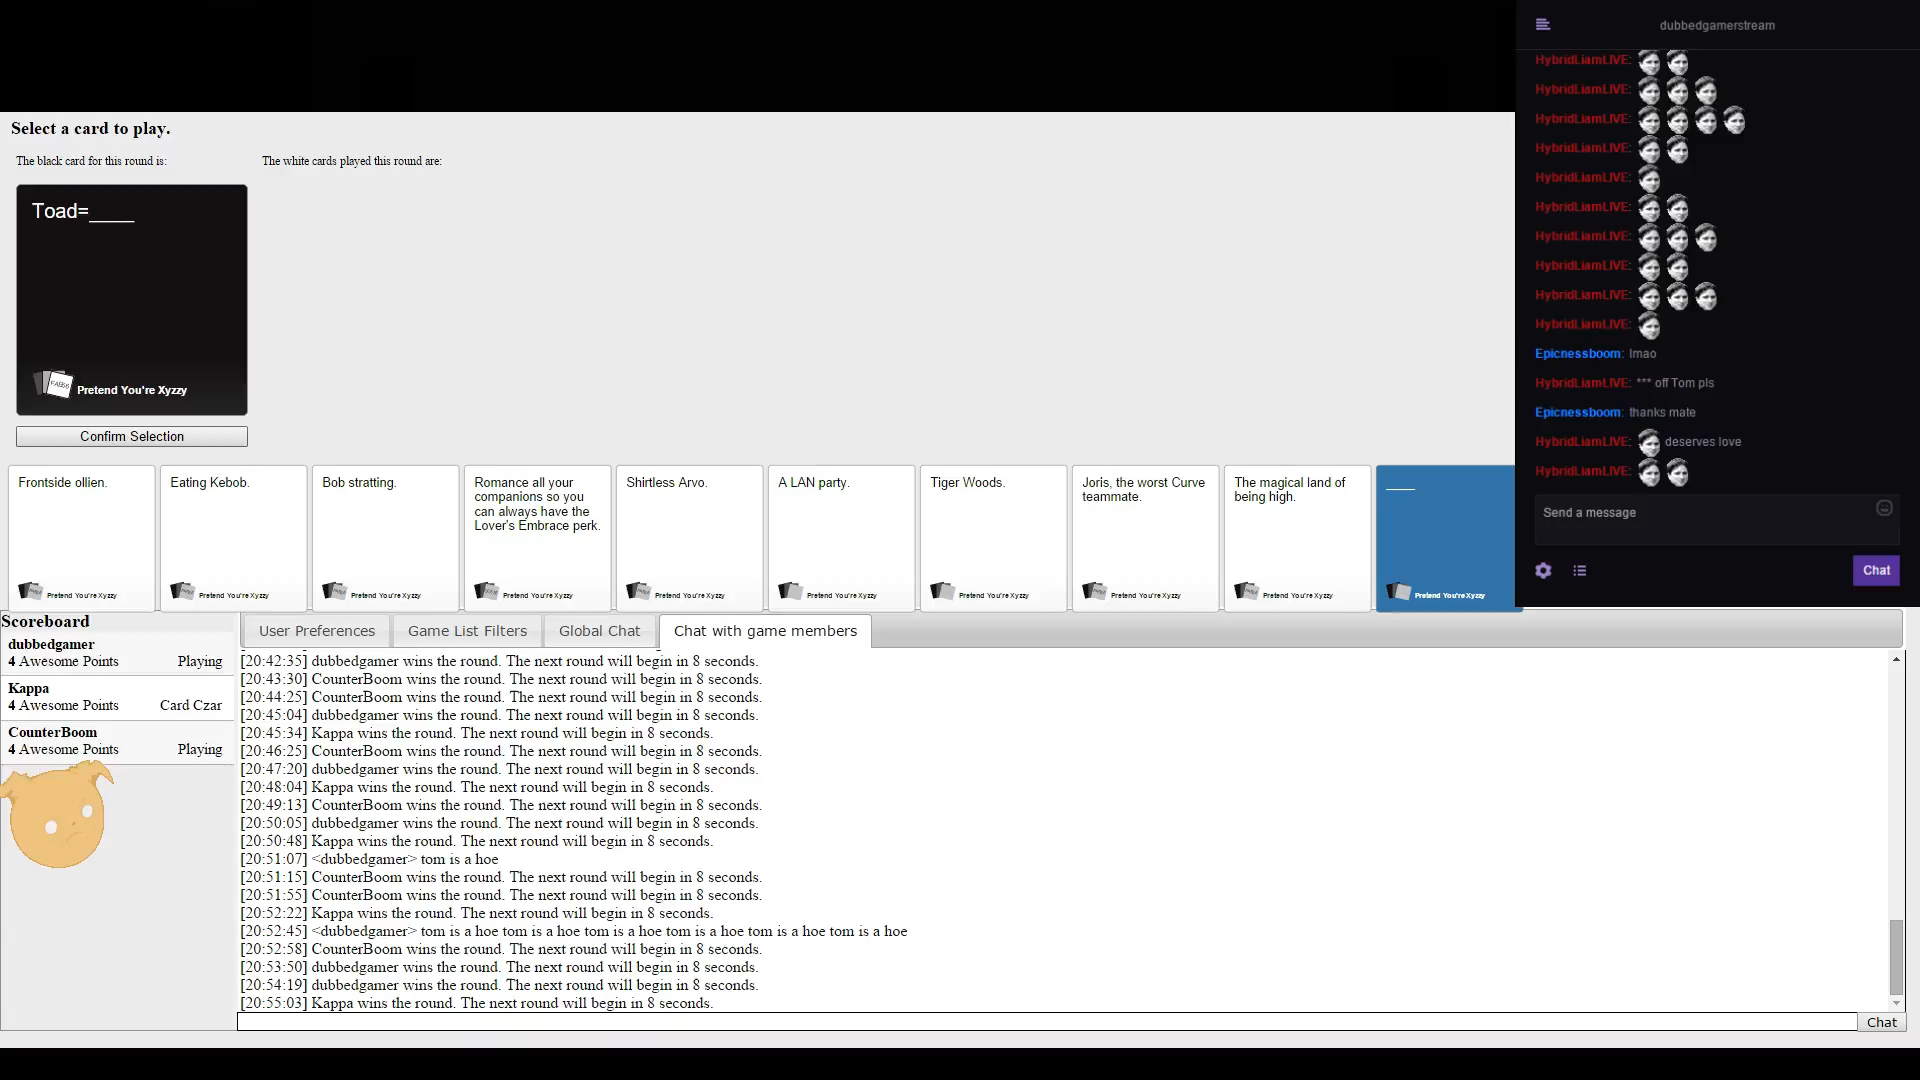 dubbedgamerstream
Select a card to play.
The black card for this round is:
The white cards played this round are:
Toad=____
Pretend You're Xyzzy
Confirm Selection
Frontside ollien.
Pretend You're Xyzzy
Eating Kebob.
Pretend You're Xyzzy
Bob stratting.
Pretend You're Xyzzy
Romance all your
companions so you
can always have the
Lover's Embrace perk.
Pretend You're Xyzzy
Shirtless Arvo.
Pretend You're Xyzzy
A LAN party.
Pretend You're Xyzzy
Tiger Woods.
Pretend You're Xyzzy
Joris, the worst Curve
teammate.
Pretend You're Xyzzy
The magical land of
being high.
Pretend You're Xyzzy
____
Pretend You're Xyzzy
HybridLiamLIVE:
HybridLiamLIVE:
HybridLiamLIVE:
HybridLiamLIVE:
HybridLiamLIVE:
HybridLiamLIVE:
HybridLiamLIVE:
HybridLiamLIVE:
HybridLiamLIVE:
HybridLiamLIVE:
Epicnessboom: lmao
HybridLiamLIVE: *** off Tom pls
Epicnessboom: thanks mate
HybridLiamLIVE: deserves love
HybridLiamLIVE:
Send a message
Chat
Scoreboard
dubbedgamer
4 Awesome Points Playing
Kappa
4 Awesome Points Card Czar
CounterBoom
4 Awesome Points Playing
User Preferences
Game List Filters
Global Chat
Chat with game members
[20:42:35] dubbedgamer wins the round. The next round will begin in 8 seconds.
[20:43:30] CounterBoom wins the round. The next round will begin in 8 seconds.
[20:44:25] CounterBoom wins the round. The next round will begin in 8 seconds.
[20:45:04] dubbedgamer wins the round. The next round will begin in 8 seconds.
[20:45:34] Kappa wins the round. The next round will begin in 8 seconds.
[20:46:25] CounterBoom wins the round. The next round will begin in 8 seconds.
[20:47:20] dubbedgamer wins the round. The next round will begin in 8 seconds.
[20:48:04] Kappa wins the round. The next round will begin in 8 seconds.
[20:49:13] CounterBoom wins the round. The next round will begin in 8 seconds.
[20:50:05] dubbedgamer wins the round. The next round will begin in 8 seconds.
[20:50:48] Kappa wins the round. The next round will begin in 8 seconds.
[20:51:07] <dubbedgamer> tom is a hoe
[20:51:15] CounterBoom wins the round. The next round will begin in 8 seconds.
[20:51:55] CounterBoom wins the round. The next round will begin in 8 seconds.
[20:52:22] Kappa wins the round. The next round will begin in 8 seconds.
[20:52:45] <dubbedgamer> tom is a hoe tom is a hoe tom is a hoe tom is a hoe tom is a hoe tom is a hoe
[20:52:58] CounterBoom wins the round. The next round will begin in 8 seconds.
[20:53:50] dubbedgamer wins the round. The next round will begin in 8 seconds.
[20:54:19] dubbedgamer wins the round. The next round will begin in 8 seconds.
[20:55:03] Kappa wins the round. The next round will begin in 8 seconds.
Chat